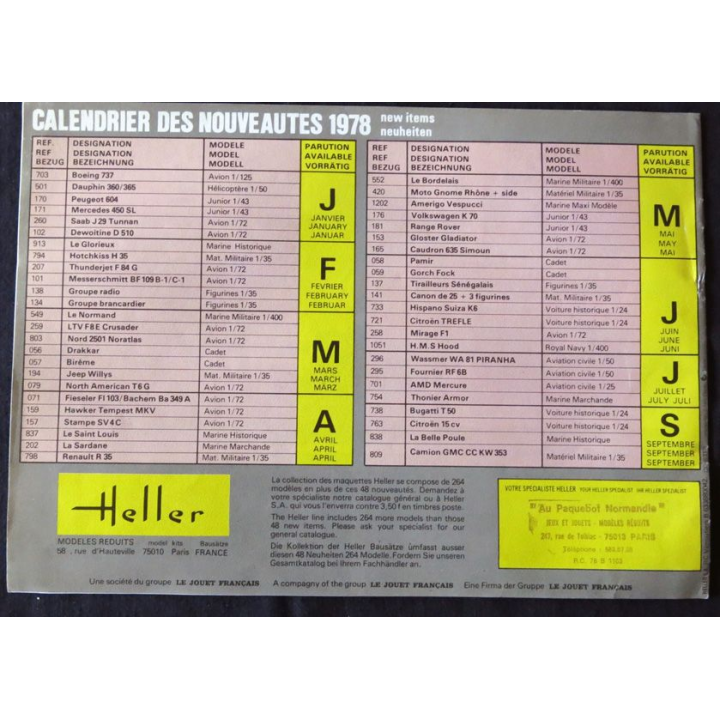 CALENDRIER DES NOUVEAUTES 1978 new items
neuheiten
REF. DESIGNATION MODELE PARUTION
REF DESIGNATION MODEL AVAILABLE
BEZUG BEZEICHNUNG MODELL VORRÄTIG
703 Boeing 737 Avion 1/125
501 Dauphin 360/365 Hélicoptère 1/50
170 Peugeot 604 Junior 1/43
171 Mercedes 450 SL Junior 1/43
260 Saab J 29 Tunnan Avion 1/72
102 Dewoitine D 510 Avion 1/72
J
JANVIER
JANUARY
JANUAR
913 Le Glorieux Marine Historique
794 Hotchkiss H 35 Mat. Militaire 1/35
207 Thunderjet F 84 G Avion 1/72
101 Messerschmitt BF 109 B-1/C-1 Avion 1/72
138 Groupe radio Figurines 1/35
134 Groupe brancardier Figurines 1/35
F
FEVRIER
FEBRUARY
FEBRUAR
549 Le Normand Marine Militaire 1/400
259 LTV F8E Crusader Avion 1/72
803 Nord 2501 Noratlas Avion 1/72
056 Drakkar Cadet
057 Birème Cadet
194 Jeep Willys Mat. Militaire 1/35
079 North American T6 G Avion 1/72
M
MARS
MARCH
MÄRZ
071 Fieseler FI 103/Bachem Ba 349 A Avion 1/72
159 Hawker Tempest MKV Avion 1/72
157 Stampe SV4C Avion 1/72
837 Le Saint Louis Marine Historique
202 La Sardane Marine Marchande
798 Renault R 35 Mat. Militaire 1/35
A
AVRIL
APRIL
APRIL
REF. DESIGNATION MODELE PARUTION
REF DESIGNATION MODEL AVAILABLE
BEZUG BEZEICHNUNG MODELL VORRÄTIG
552 Le Bordelais Marine Militaire 1/400
420 Moto Gnome Rhône + side Matériel Militaire 1/35
1202 Amerigo Vespucci Marine Maxi Modèle
176 Volkswagen K 70 Junior 1/43
181 Range Rover Junior 1/43
153 Gloster Gladiator Avion 1/72
165 Caudron 635 Simoun Avion 1/72
M
MAI
MAY
MAI
058 Pamir Cadet
059 Gorch Fock Cadet
137 Tirailleurs Sénégalais Figurines 1/35
141 Canon de 25 + 3 figurines Mat. Militaire 1/35
733 Hispano Suiza K6 Voiture historique 1/24
721 Citroën TREFLE Voiture historique 1/24
258 Mirage F1 Avion 1/72
1051 H.M.S Hood Royal Navy 1/400
J
JUIN
JUNE
JUNI
296 Wassmer WA 81 PIRANHA Aviation civile 1/50
295 Fournier RF 6B Aviation civile 1/50
701 AMD Mercure Aviation civile 1/25
754 Thonier Armor Marine Marchande
J
JUILLET
JULY JULI
738 Bugatti T 50 Voiture historique 1/24
763 Citroën 15 cv Voiture historique 1/24
838 La Belle Poule Marine Historique
809 Camion GMC CC KW 353 Matériel Militaire 1/35
S
SEPTEMBRE
SEPTEMBER
SEPTEMBER
Heller
MODELES REDUITS model kits Bausätze
58, rue d'Hauteville 75010 Paris FRANCE
La collection des maquettes Heller se compose de 264
modèles en plus de ces 48 nouveautés. Demandez à
votre spécialiste notre catalogue général ou à Heller
S.A. qui vous l'enverra contre 3,50 f en timbres poste.
The Heller line includes 264 more models than those
48 new items. Please ask your specialist for our
general catalogue.
Die Kollektion der Heller Bausätze umfasst ausser
diesen 48 Neuheiten 264 Modelle. Fordern Sie unseren
Gesamtkatalog bei Ihrem Fachhändler an.
VOTRE SPECIALISTE HELLER YOUR HELLER SPECIALIST IHR HELLER SPEZIALIST
"Au Paquebot Normandie"
JEUX ET JOUETS - MODÈLES RÉDUITS
rue de Tolbiac - 75013 PARIS
Téléphone
R.C. 76 B 1103
Une société du groupe LE JOUET FRANÇAIS A compagny of the group LE JOUET FRANÇAIS Eine Firma der Gruppe LE JOUET FRANÇAIS